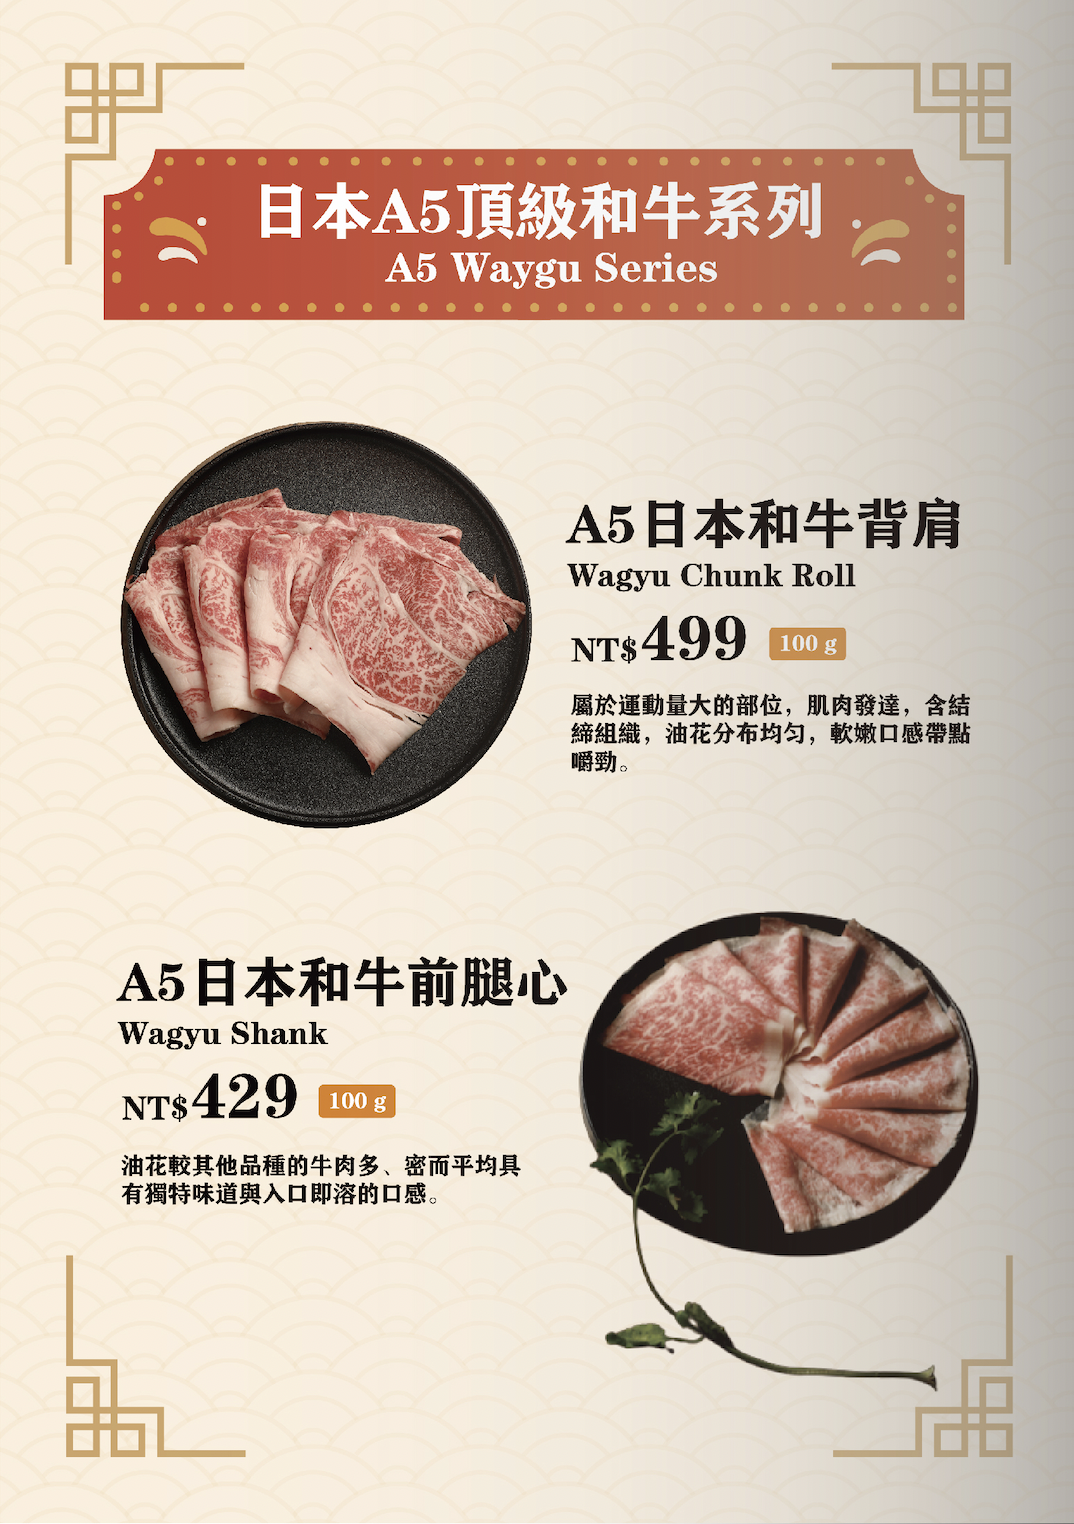 日本A5頂級和牛系列
A5 Waygu Series
A5日本和牛背肩
Wagyu Chunk Roll
NT$499 100 g
屬於運動量大的部位，肌肉發達，含結
締組織，油花分布均勻，軟嫩口感帶點
嚼勁。
A5日本和牛前腿心
Wagyu Shank
NT$429 100 g
油花較其他品種的牛肉多、密而平均具
有獨特味道與入口即溶的口感。